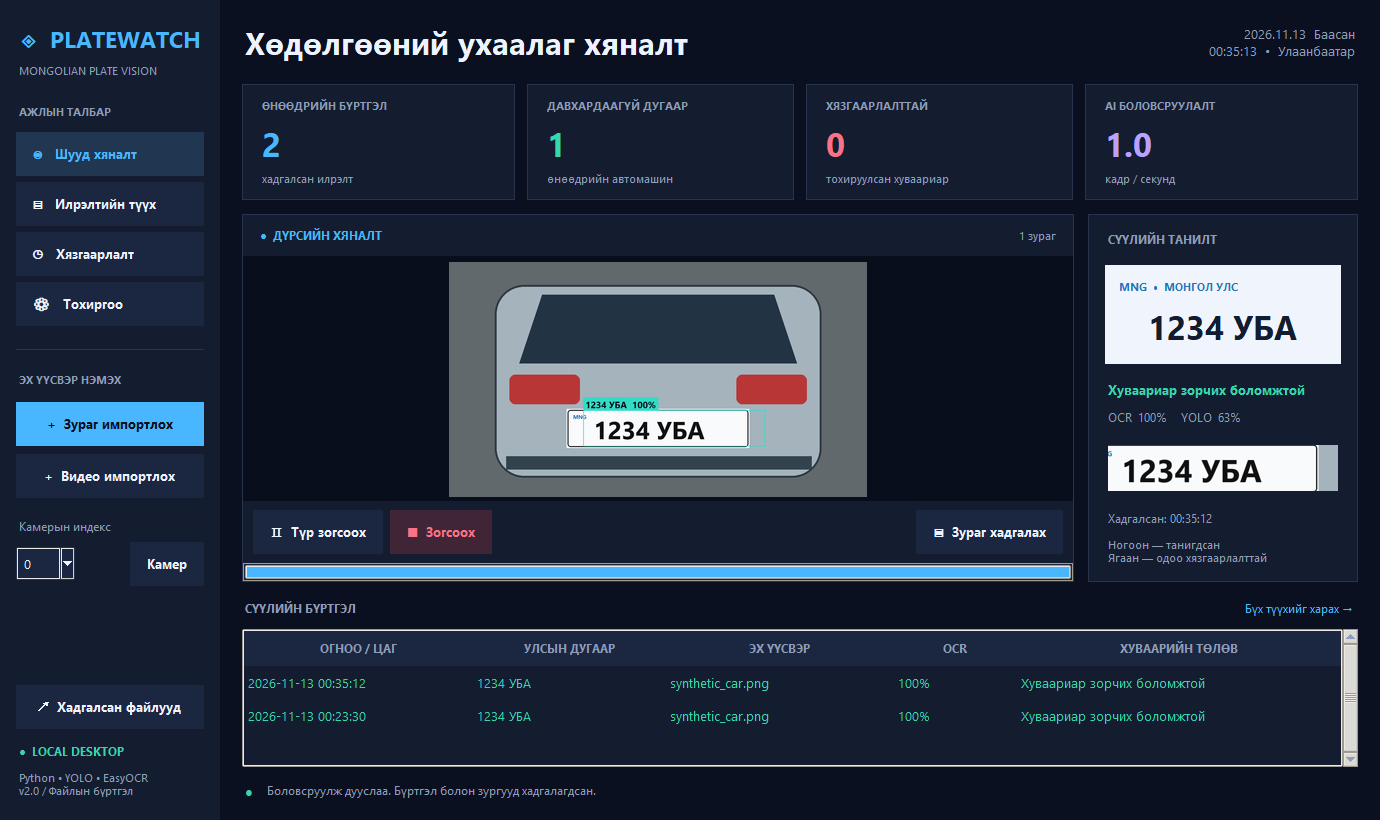 PLATEWATCH
MONGOLIAN PLATE VISION
АЖЛЫН ТАЛБАР
Шууд хяналт
Илрэлтийн түүх
Хязгаарлалт
Тохиргоо
ЭХ ҮҮСВЭР НЭМЭХ
+ Зураг импортлох
+ Видео импортлох
Камерын индекс
0
Камер
Хадгалсан файлууд
• LOCAL DESKTOP
Python • YOLO • EasyOCR
v2.0 / Файлын бүртгэл
Хөдөлгөөний ухаалаг хяналт
2026.11.13 Баасан
00:35:13 • Улаанбаатар
ӨНӨӨДРИЙН БҮРТГЭЛ
2
хадгалсан илрэлт
ДАВХАРДААГҮЙ ДУГААР
1
өнөөдрийн автомашин
ХЯЗГААРЛАЛТТАЙ
0
тохируулсан хуваариар
AI БОЛОВСРУУЛАЛТ
1.0
кадр / секунд
• ДҮРСИЙН ХЯНАЛТ
1 зураг
1234 УБА 100%
MNG
1234 УБА
Түр зогсоох
Зогсоох
Зураг хадгалах
СҮҮЛИЙН ТАНИЛТ
MNG • МОНГОЛ УЛС
1234 УБА
Хуваариар зорчих боломжтой
OCR 100% YOLO 63%
G
1234 УБА
Хадгалсан: 00:35:12
Ногоон — танигдсан
Ягаан — одоо хязгаарлалттай
СҮҮЛИЙН БҮРТГЭЛ
Бүх түүхийг харах →
ОГНОО / ЦАГ УЛСЫН ДУГААР ЭХ ҮҮСВЭР OCR ХУВААРИЙН ТӨЛӨВ
2026-11-13 00:35:12 1234 УБА synthetic_car.png 100% Хуваариар зорчих боломжтой
2026-11-13 00:23:30 1234 УБА synthetic_car.png 100% Хуваариар зорчих боломжтой
• Боловсруулж дууслаа. Бүртгэл болон зургууд хадгалагдсан.